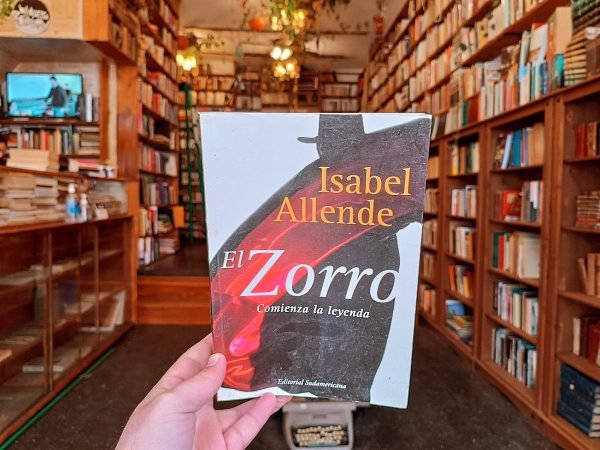 Isabel
Allende
El Zorro
Comienza la leyenda
Editorial Sudamericana